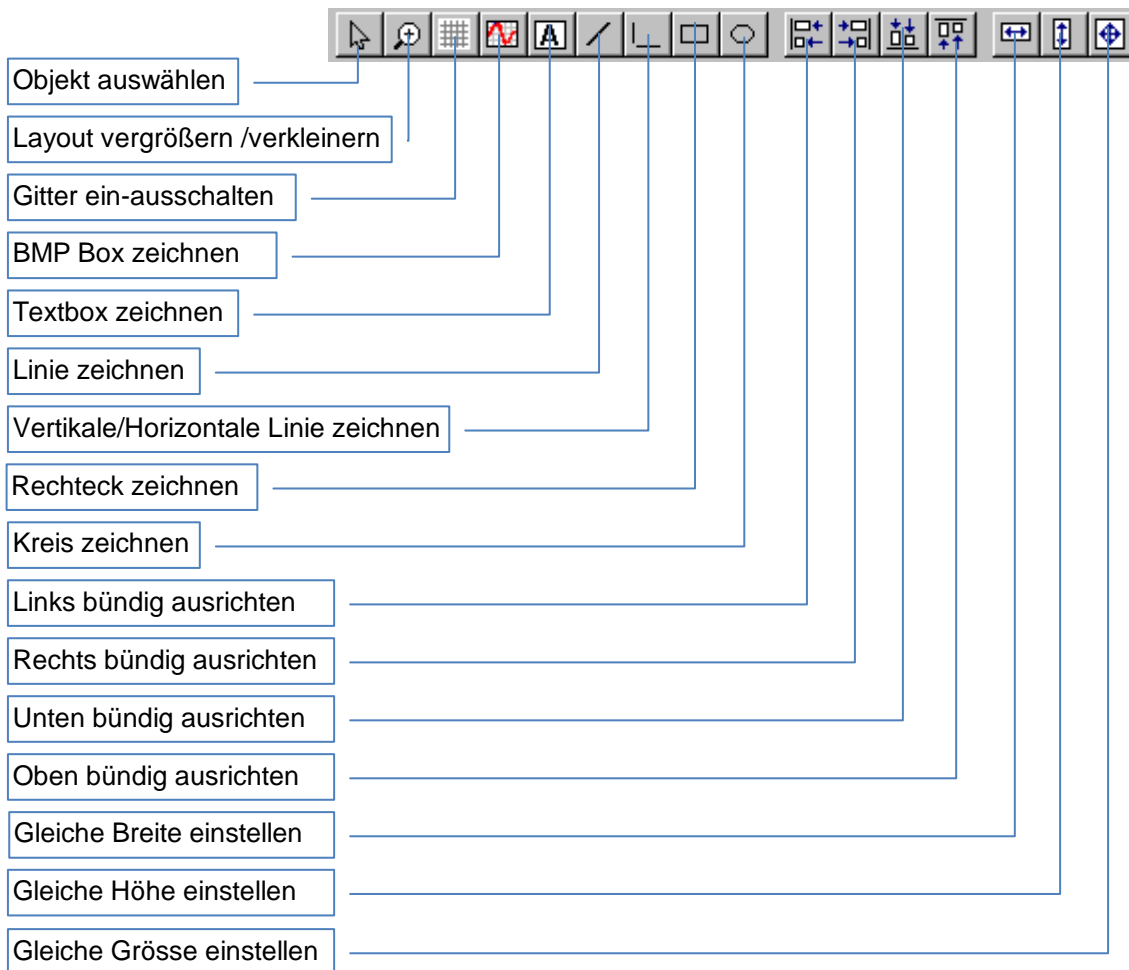 A
Objekt auswählen
Layout vergrößern /verkleinern
Gitter ein-ausschalten
BMP Box zeichnen
Textbox zeichnen
Linie zeichnen
Vertikale/Horizontale Linie zeichnen
Rechteck zeichnen
Kreis zeichnen
Links bündig ausrichten
Rechts bündig ausrichten
Unten bündig ausrichten
Oben bündig ausrichten
Gleiche Breite einstellen
Gleiche Höhe einstellen
Gleiche Grösse einstellen